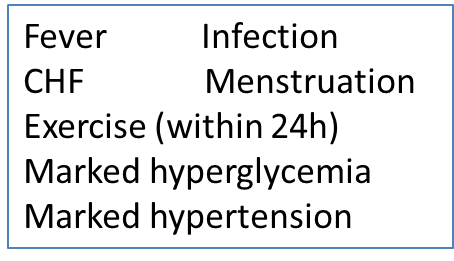 Fever Infection
CHF Menstruation
Exercise (within 24h)
Marked hyperglycemia
Marked hypertension